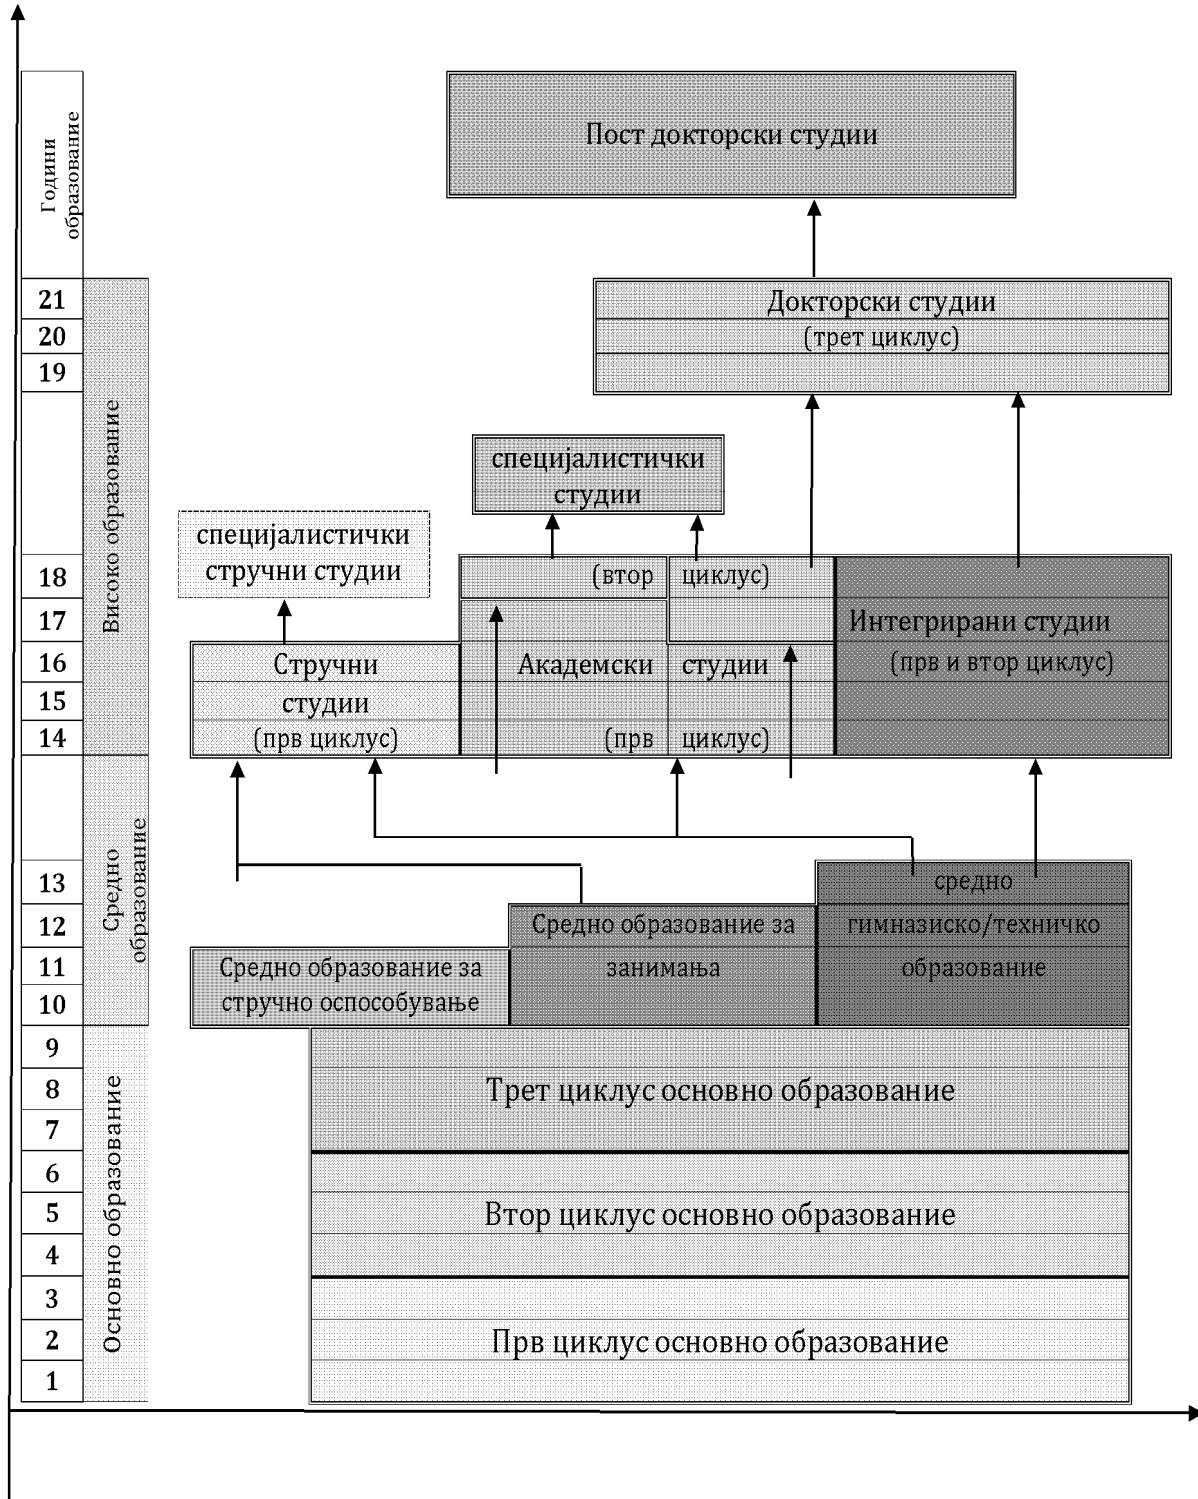 Години
образование
Пост докторски студии
21
20
19
18
17
16
15
14
13
12
11
10
9
8
7
6
5
4
3
2
1
Високо образование
Средно
образование
Основно образование
Докторски студии
(трет циклус)
специјалистички
студии
специјалистички
стручни студии
(втор циклус)
Интегрирани студии
(прв и втор циклус)
Стручни
студии
(прв циклус)
Академски студии
(прв циклус)
средно
гимназиско/техничко
образование
Средно образование за
занимања
Средно образование за
стручно оспособување
Трет циклус основно образование
Втор циклус основно образование
Прв циклус основно образование